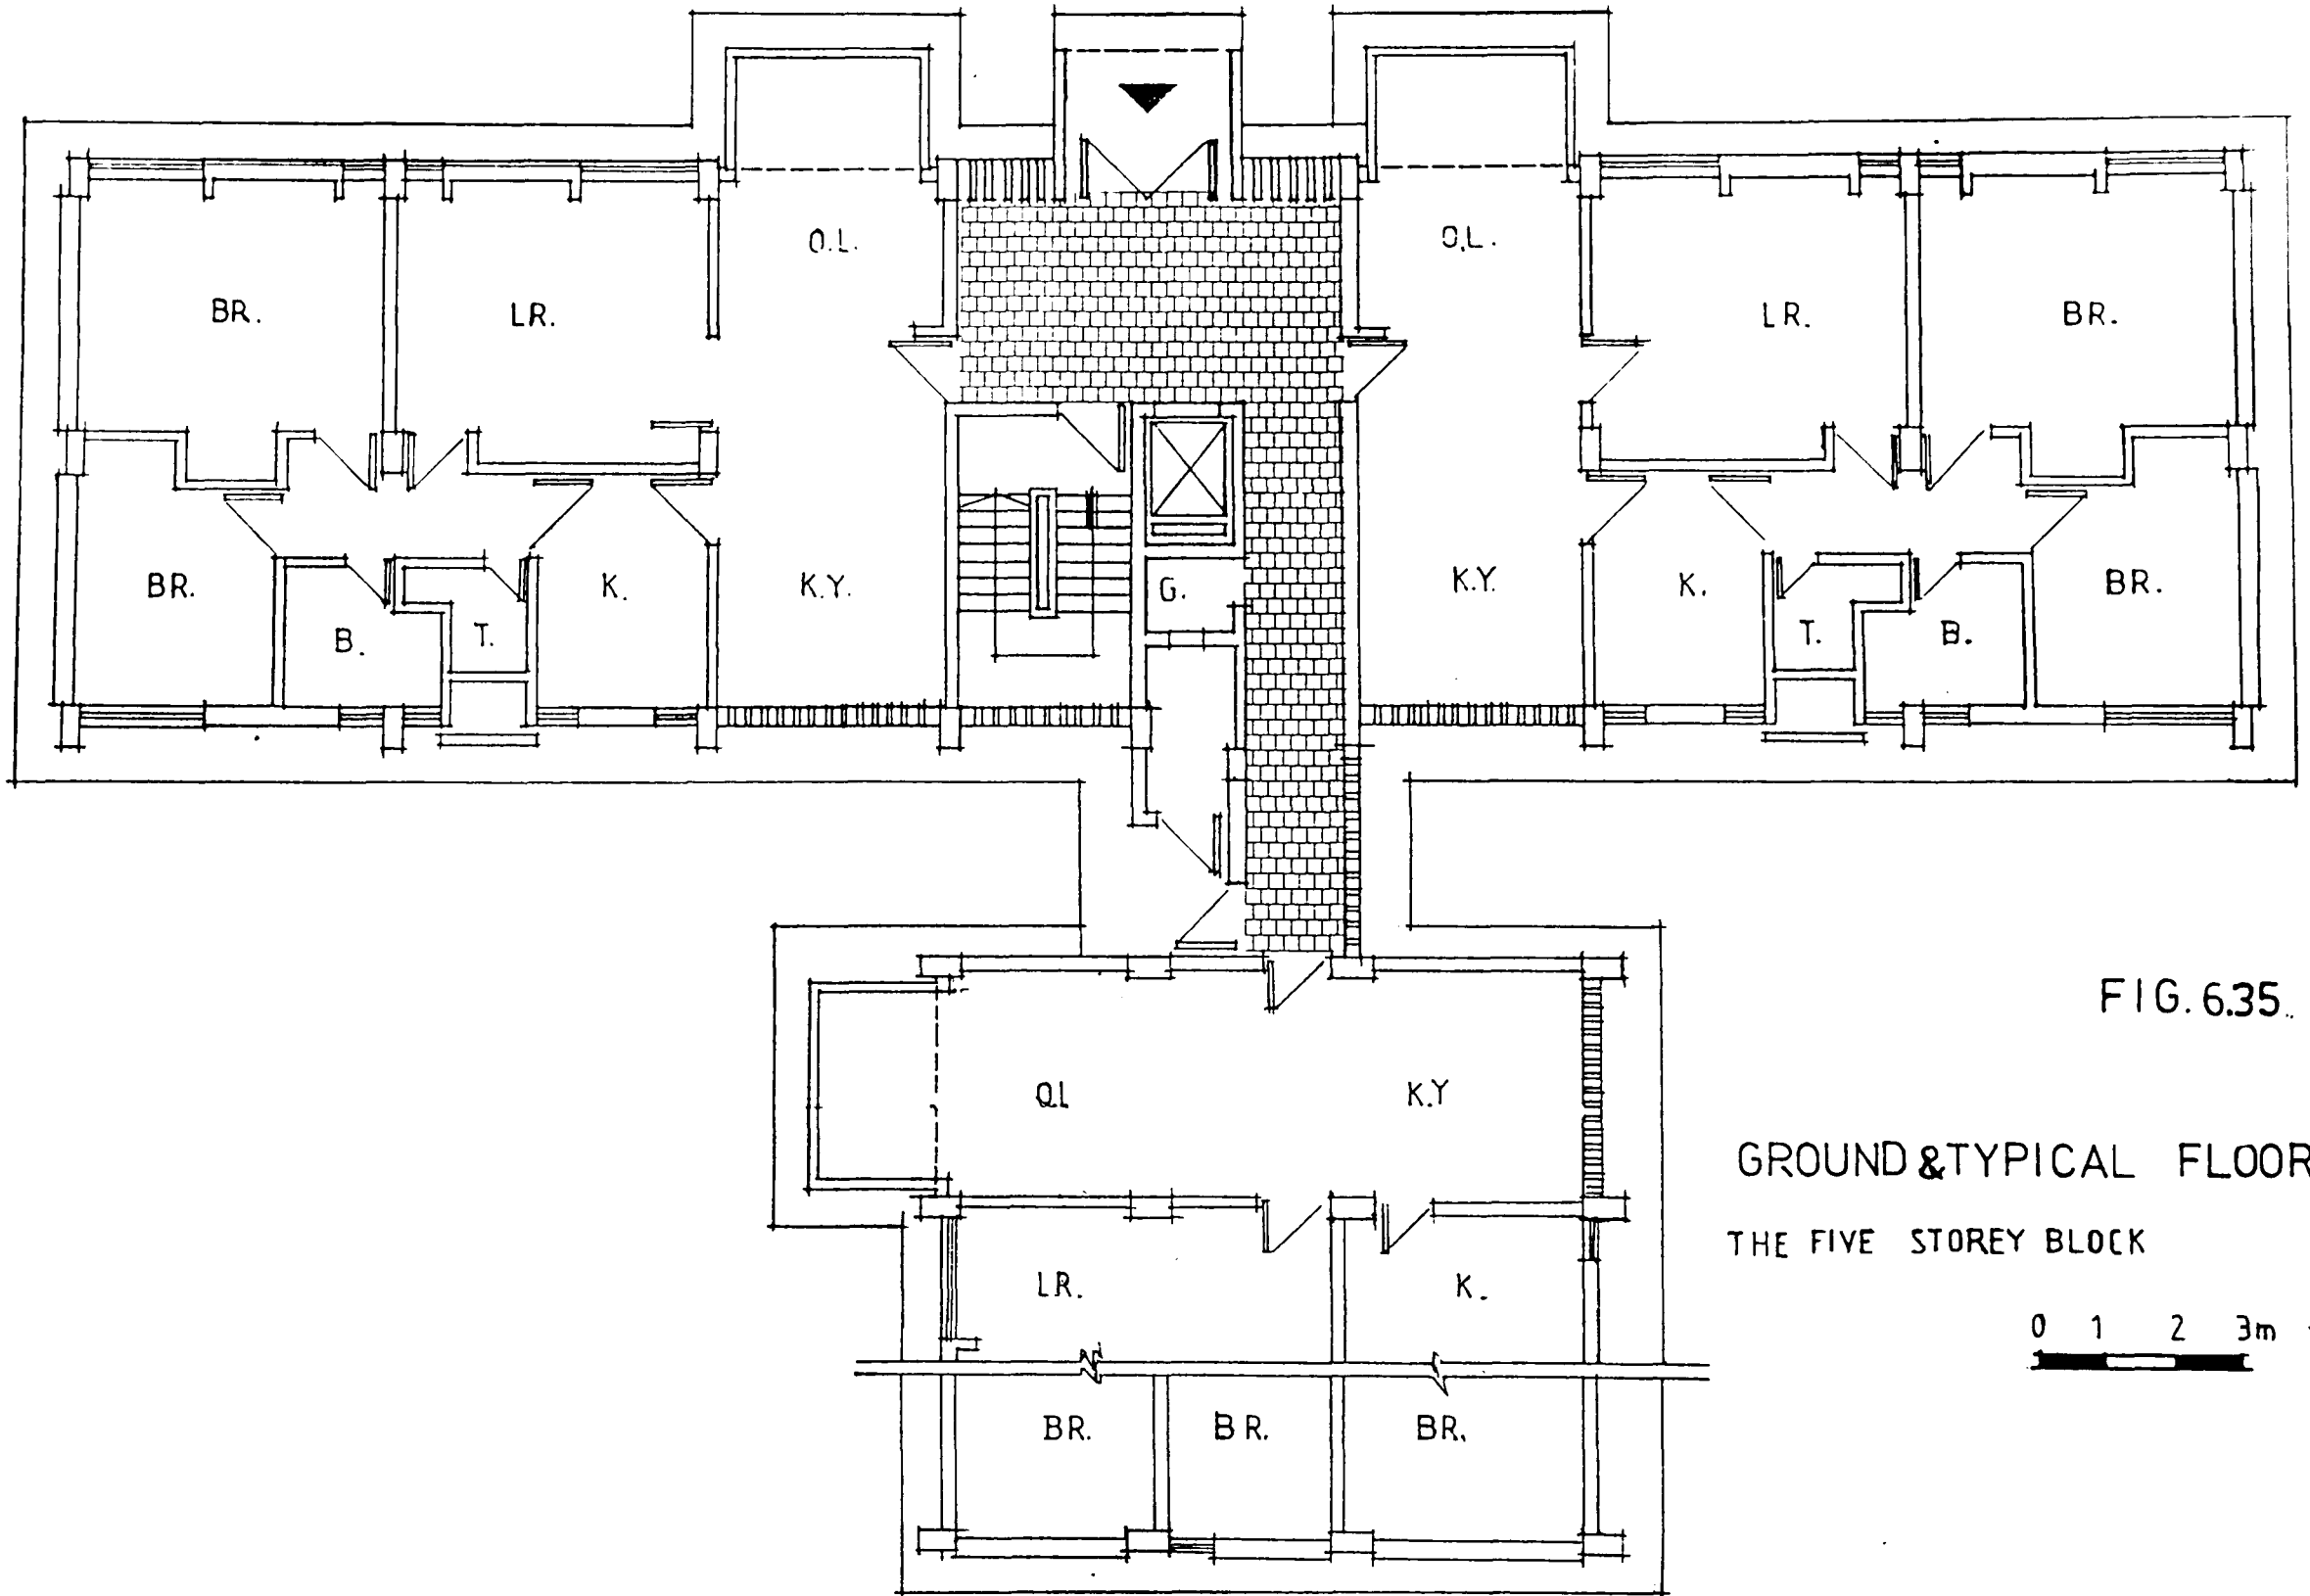 O.L.
O.L.
BR.
LR.
LR.
BR.
BR.
B.
T.
K.
K.Y.
G.
K.Y.
K.
T.
B.
BR.
FIG. 6.35.
O.L
K.Y
GROUND & TYPICAL FLOOR
THE FIVE STOREY BLOCK
LR.
K.
0 1 2 3m
BR.
BR.
BR.